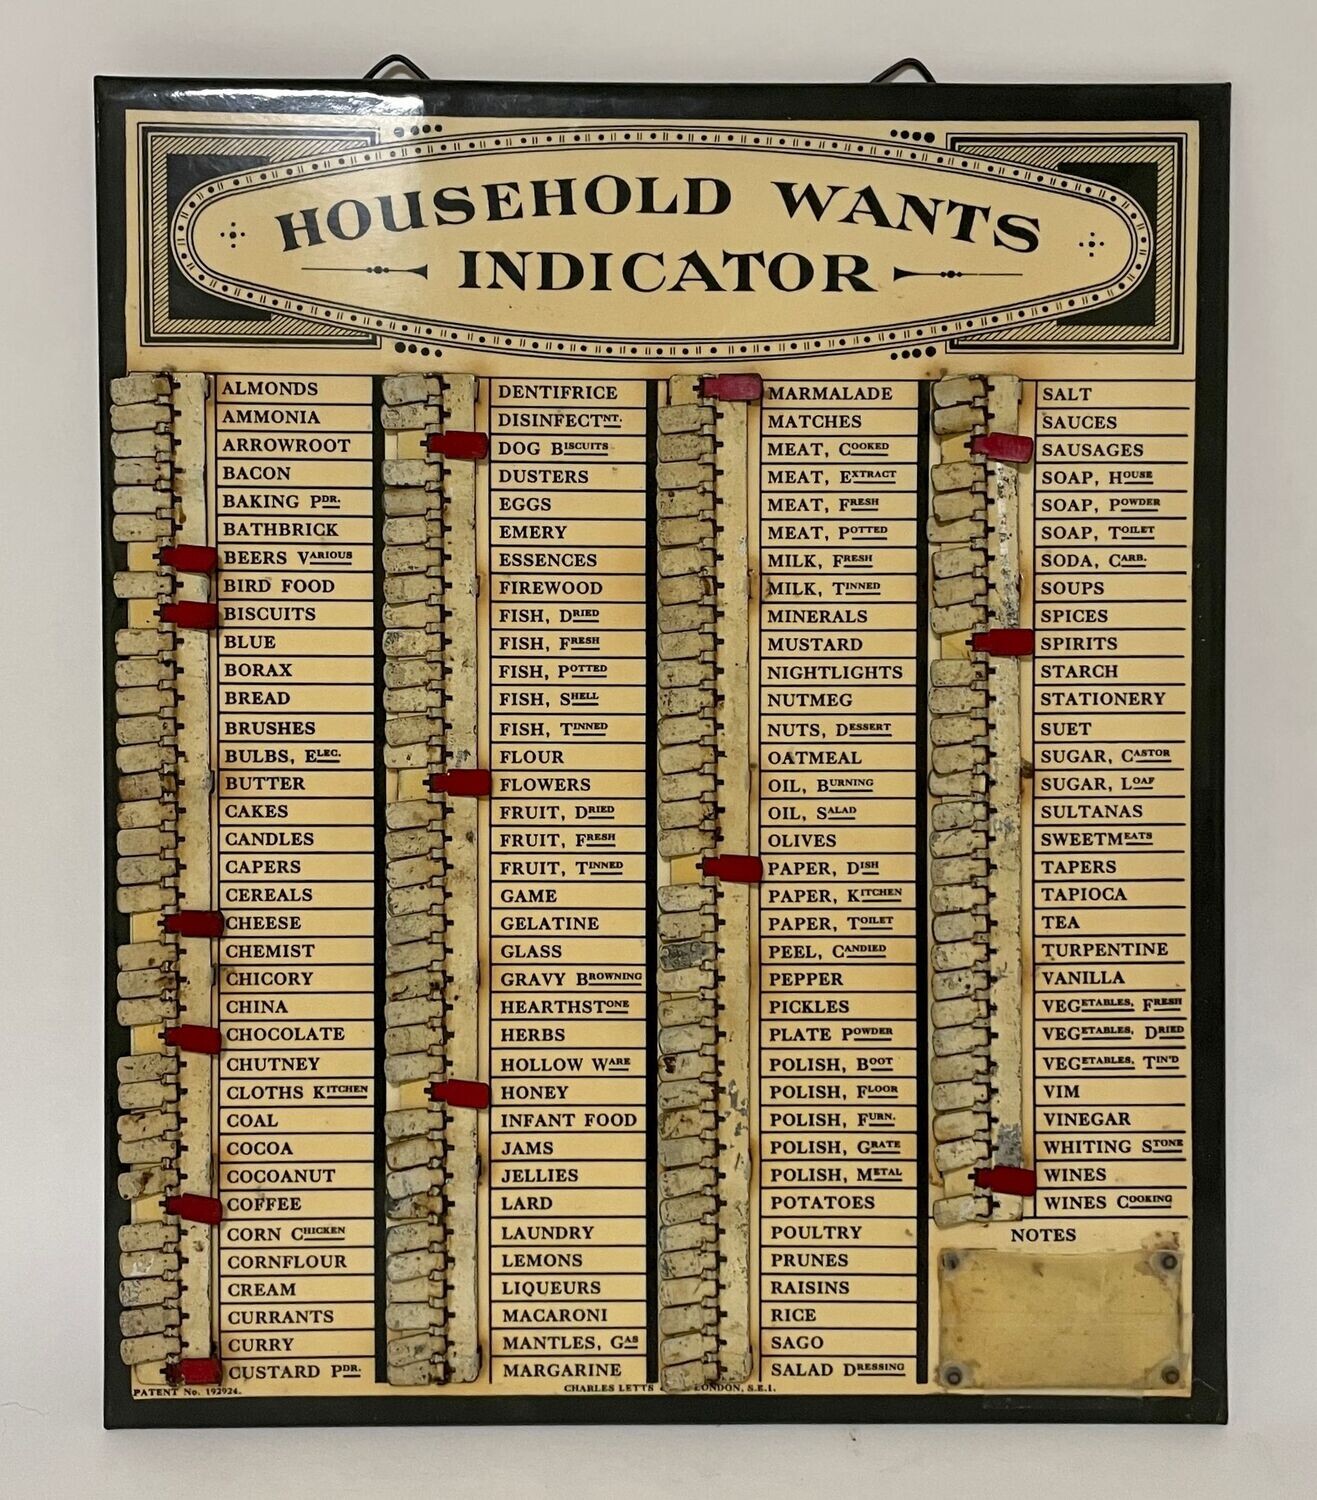 HOUSEHOLD WANTS
INDICATOR
ALMONDS
AMMONIA
ARROWROOT
BACON
BAKING PDR.
BATHBRICK
BEERS VARIOUS
BIRD FOOD
BISCUITS
BLUE
BORAX
BREAD
BRUSHES
BULBS, ELEC.
BUTTER
CAKES
CANDLES
CAPERS
CEREALS
CHEESE
CHEMIST
CHICORY
CHINA
CHOCOLATE
CHUTNEY
CLOTHS KITCHEN
COAL
COCOA
COCOANUT
COFFEE
CORN CHICKEN
CORNFLOUR
CREAM
CURRANTS
CURRY
CUSTARD PDR.
DENTIFRICE
DISINFECTNT.
DOG BISCUITS
DUSTERS
EGGS
EMERY
ESSENCES
FIREWOOD
FISH, DRIED
FISH, FRESH
FISH, POTTED
FISH, SHELL
FISH, TINNED
FLOUR
FLOWERS
FRUIT, DRIED
FRUIT, FRESH
FRUIT, TINNED
GAME
GELATINE
GLASS
GRAVY BROWNING
HEARTHSTONE
HERBS
HOLLOW WARE
HONEY
INFANT FOOD
JAMS
JELLIES
LARD
LAUNDRY
LEMONS
LIQUEURS
MACARONI
MANTLES, GAS
MARGARINE
MARMALADE
MATCHES
MEAT, COOKED
MEAT, EXTRACT
MEAT, FRESH
MEAT, POTTED
MILK, FRESH
MILK, TINNED
MINERALS
MUSTARD
NIGHTLIGHTS
NUTMEG
NUTS, DESSERT
OATMEAL
OIL, BURNING
OIL, SALAD
OLIVES
PAPER, DISH
PAPER, KITCHEN
PAPER, TOILET
PEEL, CANDIED
PEPPER
PICKLES
PLATE POWDER
POLISH, BOOT
POLISH, FLOOR
POLISH, FURN.
POLISH, GRATE
POLISH, METAL
POTATOES
POULTRY
PRUNES
RAISINS
RICE
SAGO
SALAD DRESSING
SALT
SAUCES
SAUSAGES
SOAP, HOUSE
SOAP, POWDER
SOAP, TOILET
SODA, CARB.
SOUPS
SPICES
SPIRITS
STARCH
STATIONERY
SUET
SUGAR, CASTOR
SUGAR, LOAF
SULTANAS
SWEETMEATS
TAPERS
TAPIOCA
TEA
TURPENTINE
VANILLA
VEGETABLES, FRESH
VEGETABLES, DRIED
VEGETABLES, TIN'D
VIM
VINEGAR
WHITING STONE
WINES
WINES COOKING
NOTES
PATENT No. 192924.
CHARLES LETTS LONDON, S.E.1.